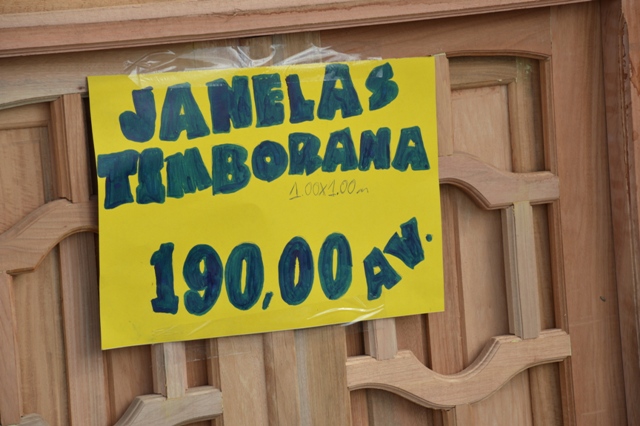 JANELAS
TIMBORANA
1.00X1.00m
190,00 AV.